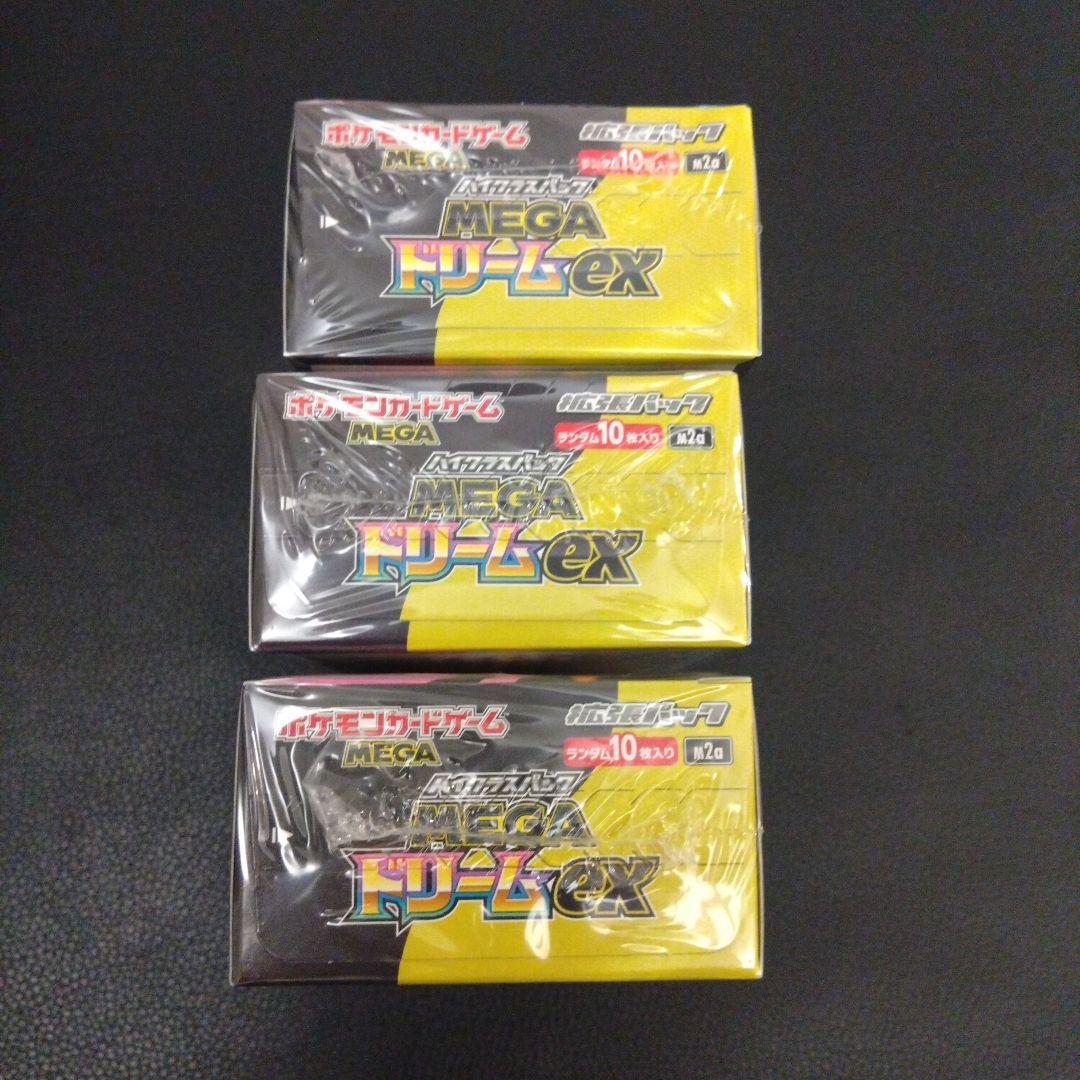 ポケモンカードゲーム
MEGA
拡張パック
ランダム10枚入り M2a
ハイクラスパック
MEGA
ドリームex
ポケモンカードゲーム
MEGA
拡張パック
ランダム10枚入り M2a
ハイクラスパック
MEGA
ドリームex
ポケモンカードゲーム
MEGA
拡張パック
ランダム10枚入り M2a
ハイクラスパック
MEGA
ドリームex